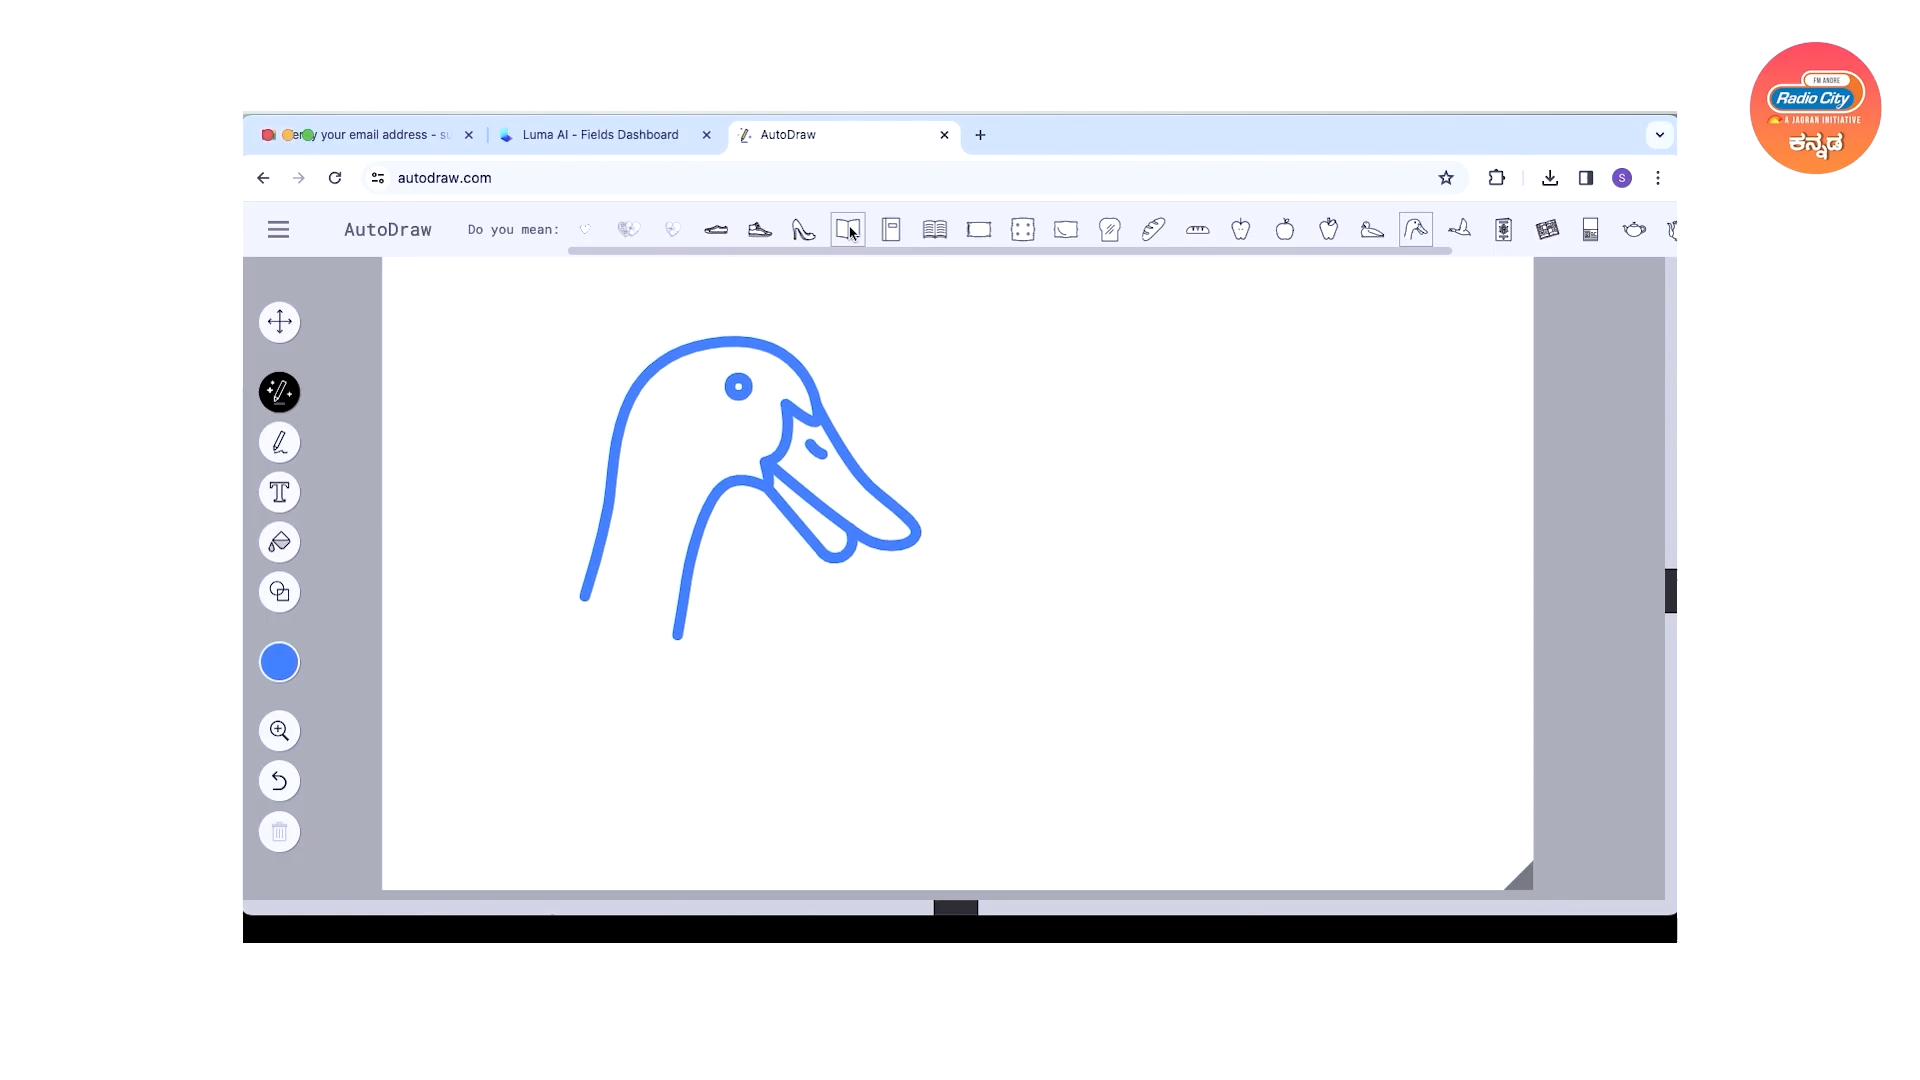 FM ANDRE
Radio City
A JAGRAN INITIATIVE
ಕನ್ನಡ
your email address - su
Luma AI - Fields Dashboard
AutoDraw
autodraw.com
S
AutoDraw
Do you mean:
T